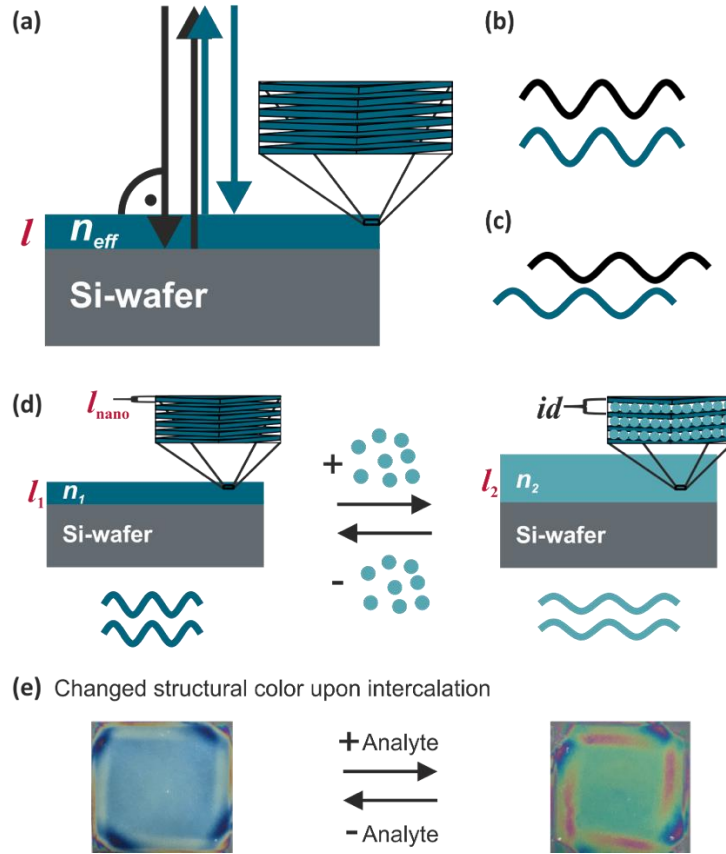 (a)
(b)
l
n_eff
(c)
Si-wafer
(d)
l_nano
id
+
l_1
n_1
l_2
n_2
Si-wafer
Si-wafer
-
(e) Changed structural color upon intercalation
+ Analyte
- Analyte